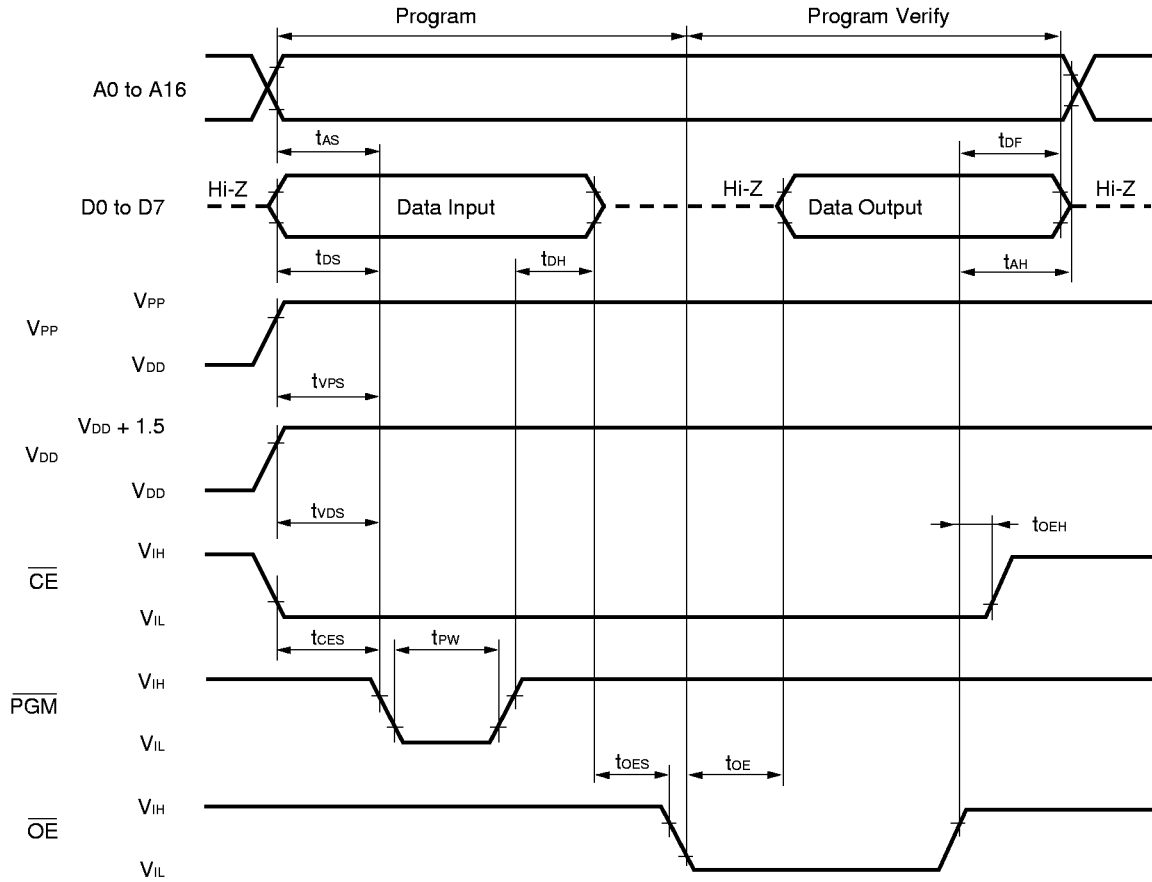 Program
Program Verify
A0 to A16
tAS
tDF
Hi-Z
Hi-Z
Hi-Z
D0 to D7
Data Input
Data Output
tDS
tDH
tAH
VPP
VPP
VDD
tVPS
VDD + 1.5
VDD
VDD
tVDS
tOEH
VIH
CE
VIL
tCES
tPW
VIH
PGM
VIL
tOES
tOE
VIH
OE
VIL